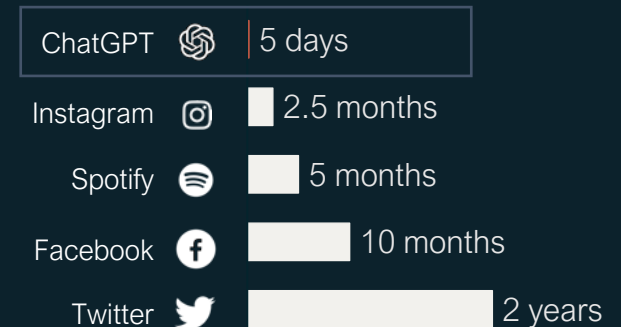 ChatGPT 5 days
Instagram 2.5 months
Spotify 5 months
Facebook 10 months
Twitter 2 years